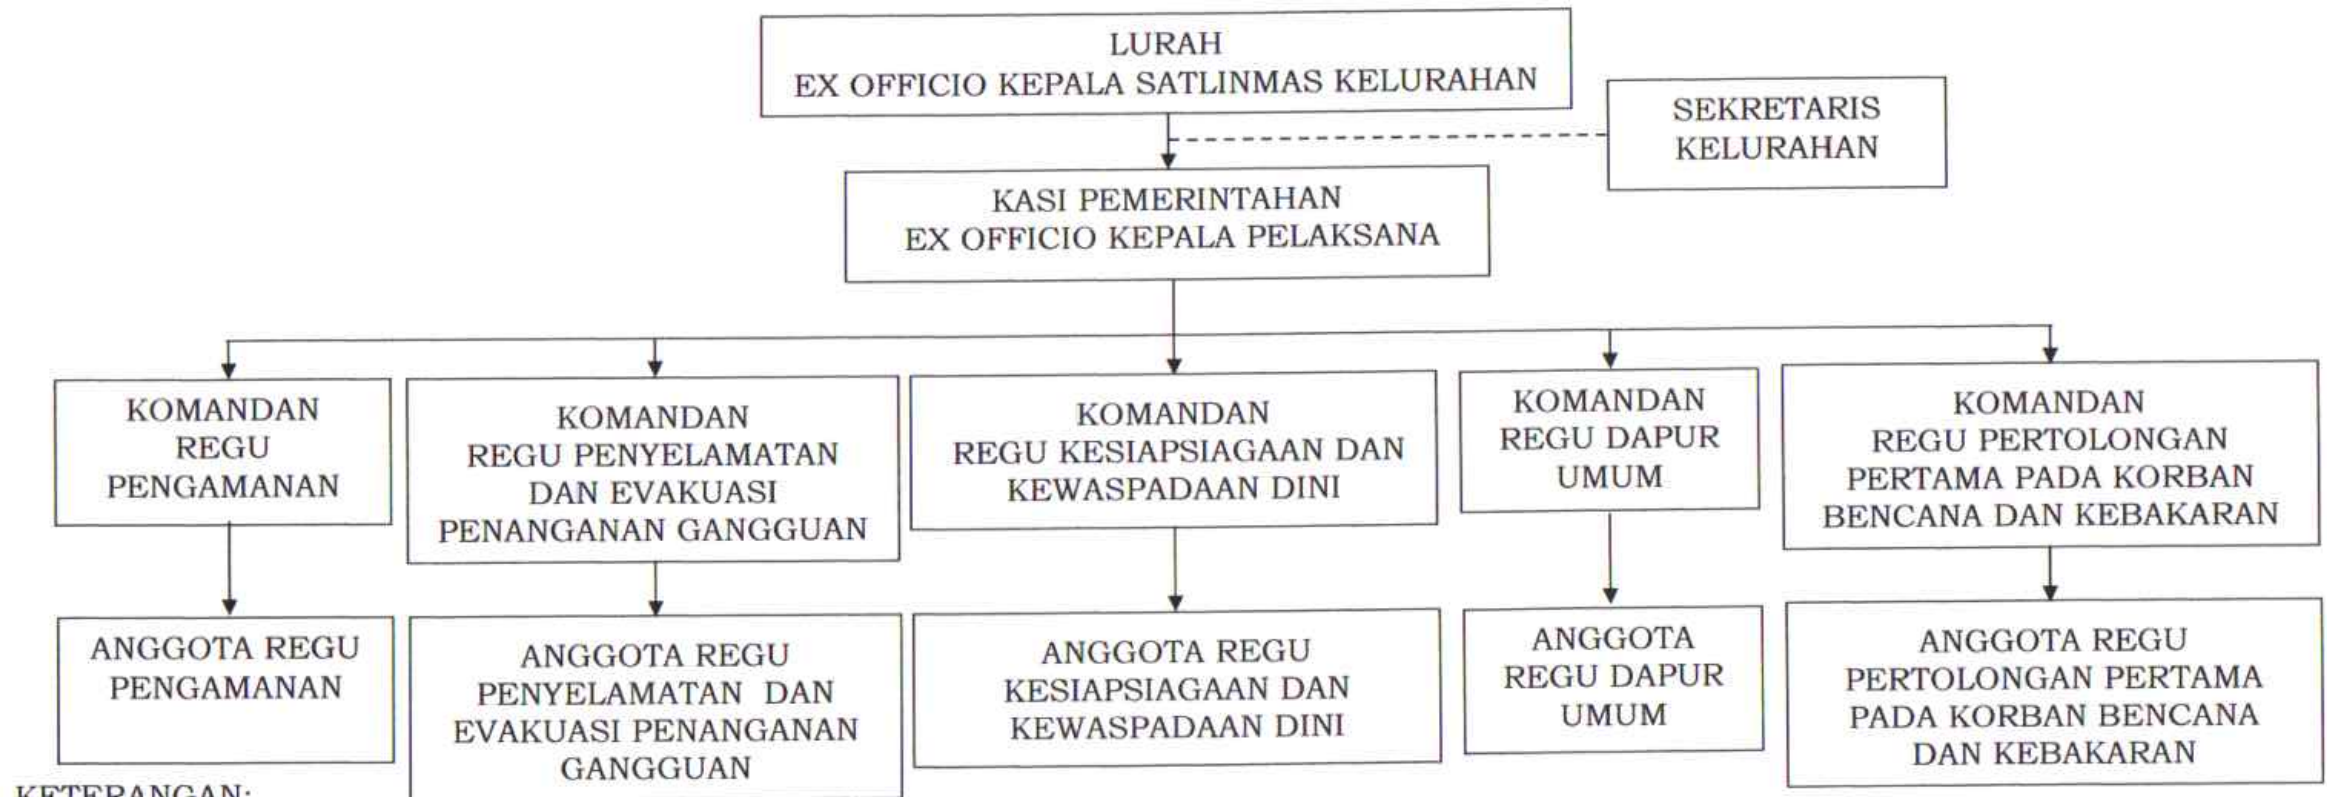 LURAH
EX OFFICIO KEPALA SATLINMAS KELURAHAN
SEKRETARIS
KELURAHAN
KASI PEMERINTAHAN
EX OFFICIO KEPALA PELAKSANA
KOMANDAN
REGU
PENGAMANAN
KOMANDAN
REGU PENYELAMATAN
DAN EVAKUASI
PENANGANAN GANGGUAN
KOMANDAN
REGU KESIAPSIAGAAN DAN
KEWASPADAAN DINI
KOMANDAN
REGU DAPUR
UMUM
KOMANDAN
REGU PERTOLONGAN
PERTAMA PADA KORBAN
BENCANA DAN KEBAKARAN
ANGGOTA REGU
PENGAMANAN
ANGGOTA REGU
PENYELAMATAN DAN
EVAKUASI PENANGANAN
GANGGUAN
ANGGOTA REGU
KESIAPSIAGAAN DAN
KEWASPADAAN DINI
ANGGOTA
REGU DAPUR
UMUM
ANGGOTA REGU
PERTOLONGAN PERTAMA
PADA KORBAN BENCANA
DAN KEBAKARAN
KETERANGAN: